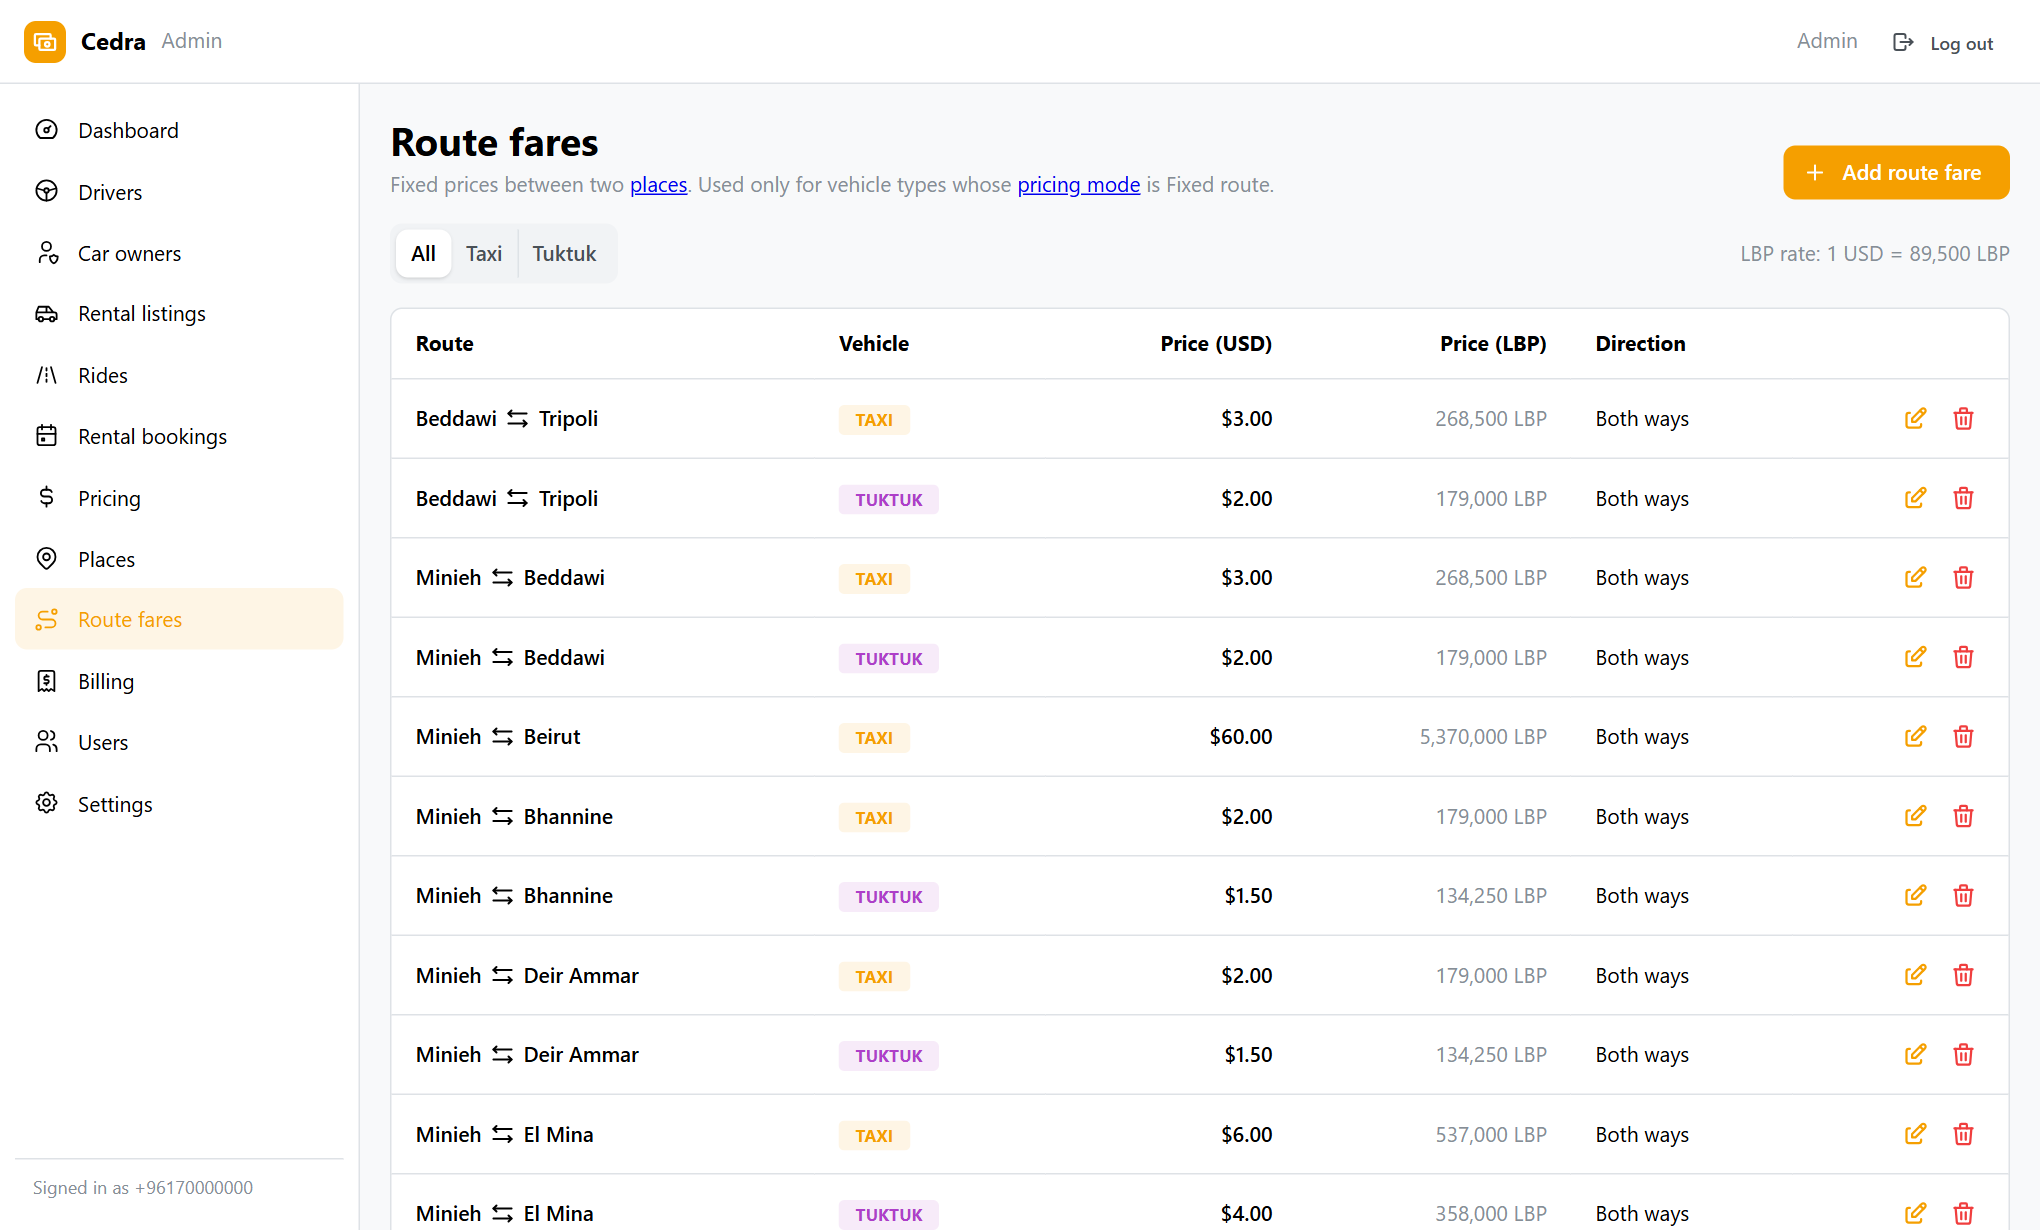 Cedra Admin
Admin Log out
Dashboard
Drivers
Car owners
Rental listings
Rides
Rental bookings
Pricing
Places
Route fares
Billing
Users
Settings
Signed in as +96170000000
Route fares
Fixed prices between two places. Used only for vehicle types whose pricing mode is Fixed route.
+ Add route fare
All Taxi Tuktuk
LBP rate: 1 USD = 89,500 LBP
Route Vehicle Price (USD) Price (LBP) Direction
Beddawi ⇆ Tripoli TAXI $3.00 268,500 LBP Both ways
Beddawi ⇆ Tripoli TUKTUK $2.00 179,000 LBP Both ways
Minieh ⇆ Beddawi TAXI $3.00 268,500 LBP Both ways
Minieh ⇆ Beddawi TUKTUK $2.00 179,000 LBP Both ways
Minieh ⇆ Beirut TAXI $60.00 5,370,000 LBP Both ways
Minieh ⇆ Bhannine TAXI $2.00 179,000 LBP Both ways
Minieh ⇆ Bhannine TUKTUK $1.50 134,250 LBP Both ways
Minieh ⇆ Deir Ammar TAXI $2.00 179,000 LBP Both ways
Minieh ⇆ Deir Ammar TUKTUK $1.50 134,250 LBP Both ways
Minieh ⇆ El Mina TAXI $6.00 537,000 LBP Both ways
Minieh ⇆ El Mina TUKTUK $4.00 358,000 LBP Both ways